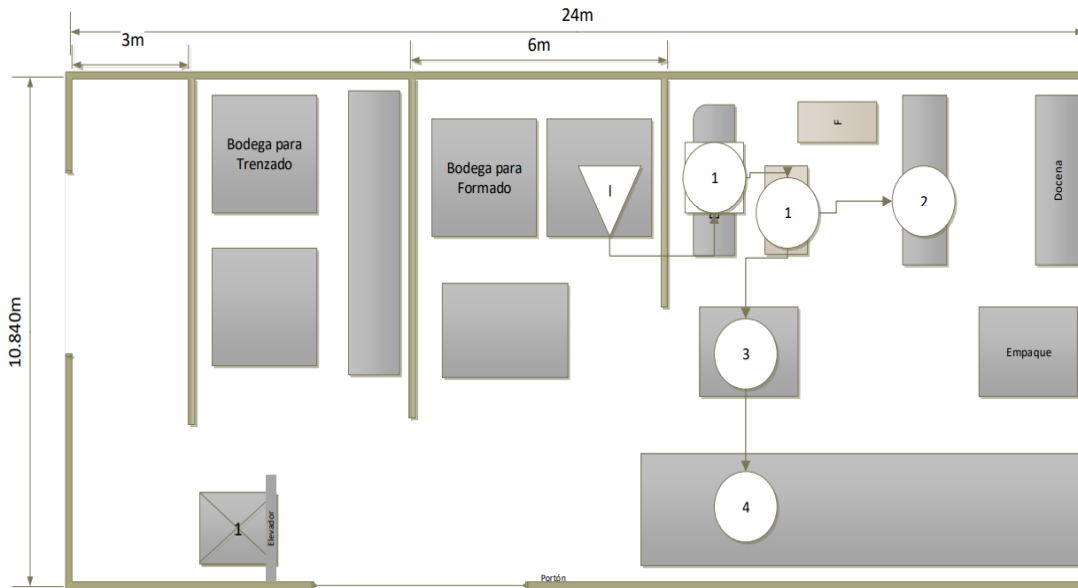 24m
3m
6m
10.840m
Bodega para
Trenzado
Bodega para
Formado
I
1
1
F
2
Docena
3
Empaque
4
1
Elevador
Portón